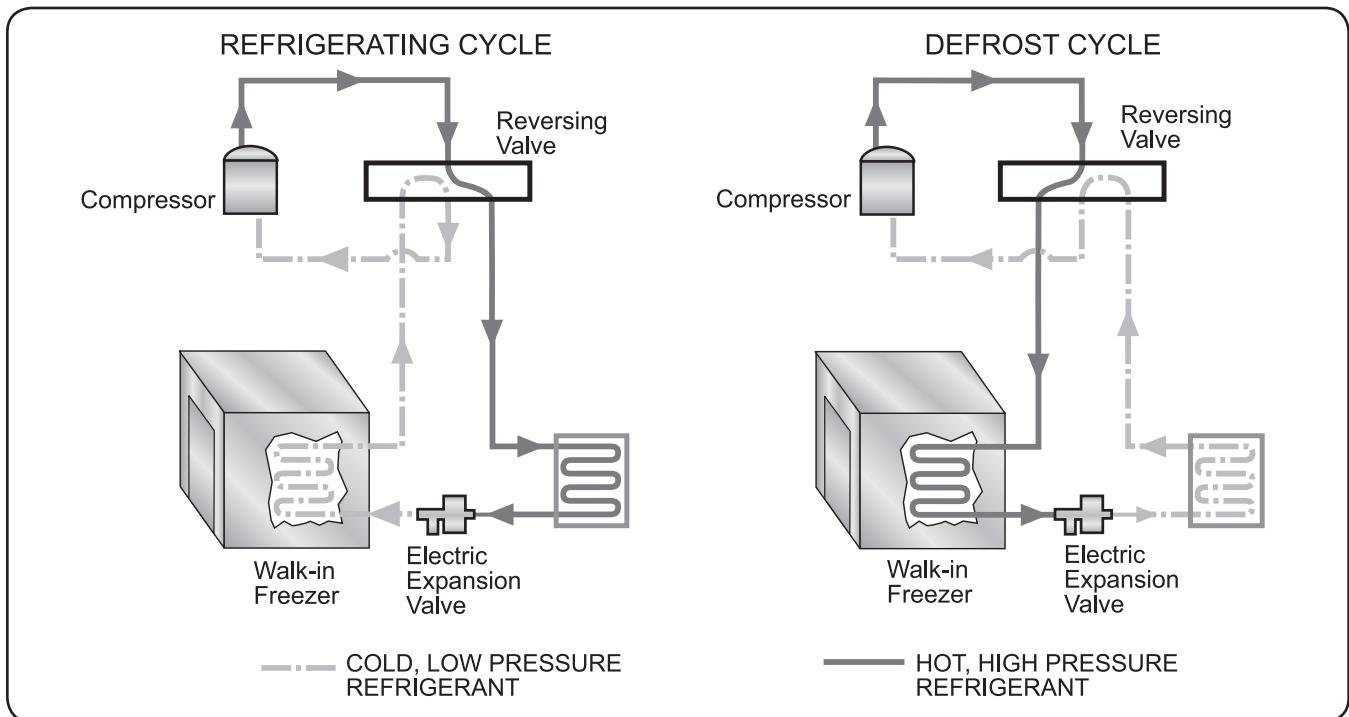 REFRIGERATING CYCLE
Reversing
Valve
Compressor
Walk-in
Freezer
Electric
Expansion
Valve
DEFROST CYCLE
Reversing
Valve
Compressor
Walk-in
Freezer
Electric
Expansion
Valve
COLD, LOW PRESSURE
REFRIGERANT
HOT, HIGH PRESSURE
REFRIGERANT